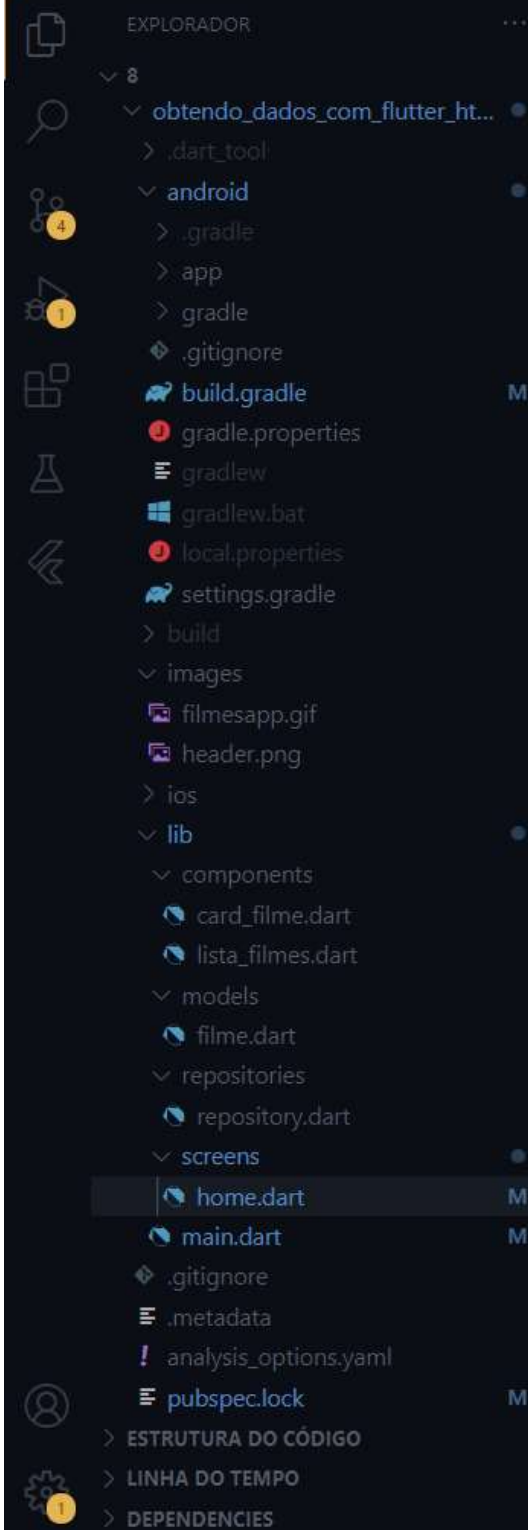 EXPLORADOR ...
8
obtendo_dados_com_flutter_ht...
.dart_tool
android
.gradle
4
app
1
gradle
.gitignore
build.gradle M
gradle.properties
gradlew
gradlew.bat
local.properties
settings.gradle
build
images
filmesapp.gif
header.png
ios
lib
components
card_filme.dart
lista_filmes.dart
models
filme.dart
repositories
repository.dart
screens
home.dart M
main.dart M
.gitignore
.metadata
analysis_options.yaml
pubspec.lock M
ESTRUTURA DO CÓDIGO
LINHA DO TEMPO
1
DEPENDENCIES